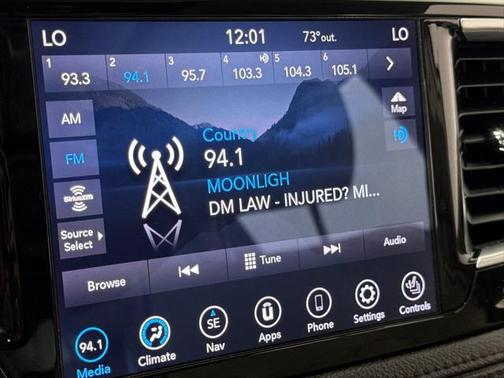 LO 12:01 73°out. LO
1 2 3 4 5 6
93.3 94.1 95.7 103.3 104.3 105.1
AM
Map
Country
FM
94.1
MOONLIGH
SiriusXM
DM LAW - INJURED? MI...
Source
Select
Browse Tune Audio
94.1 SE
Media Climate Nav Apps Phone Settings Controls